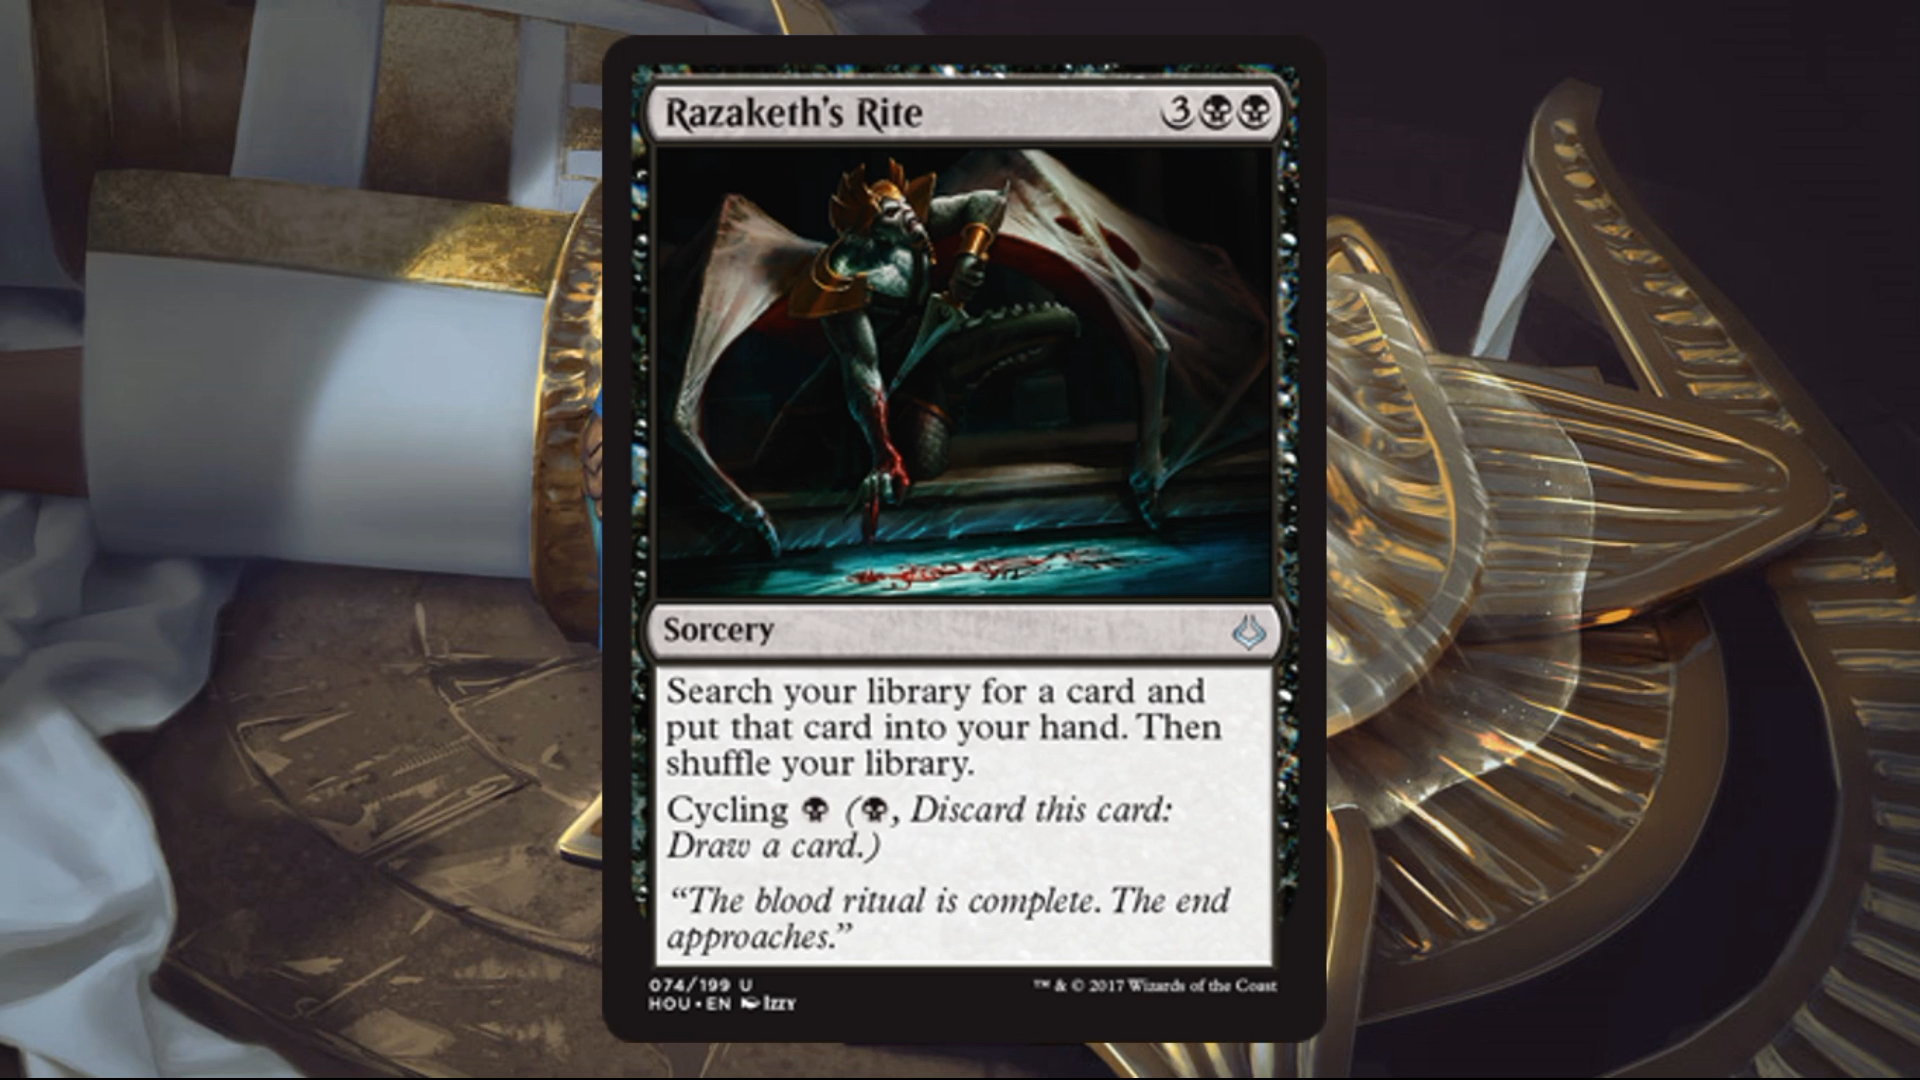 Razaketh's Rite 3
Sorcery
Search your library for a card and
put that card into your hand. Then
shuffle your library.
Cycling (, Discard this card:
Draw a card.)
“The blood ritual is complete. The end
approaches.”
074/199 U
™ & © 2017 Wizards of the Coast
HOU • EN Izzy